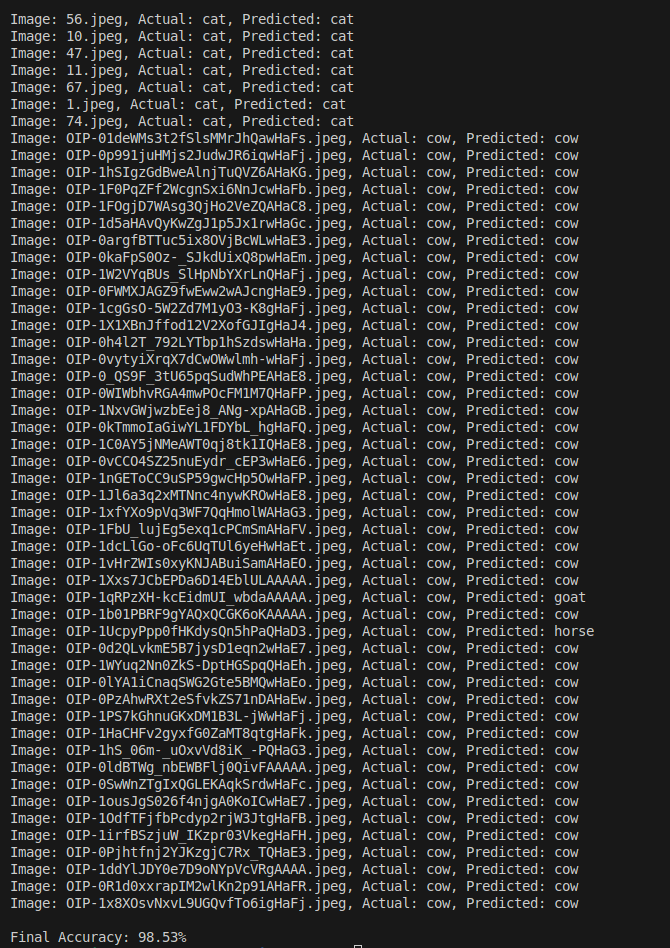 Image: 56.jpeg, Actual: cat, Predicted: cat
Image: 10.jpeg, Actual: cat, Predicted: cat
Image: 47.jpeg, Actual: cat, Predicted: cat
Image: 11.jpeg, Actual: cat, Predicted: cat
Image: 67.jpeg, Actual: cat, Predicted: cat
Image: 1.jpeg, Actual: cat, Predicted: cat
Image: 74.jpeg, Actual: cat, Predicted: cat
Image: OIP-01deWMs3t2fSlsMMrJhQawHaFs.jpeg, Actual: cow, Predicted: cow
Image: OIP-0p991juHMjs2JudwJR6iqwHaFj.jpeg, Actual: cow, Predicted: cow
Image: OIP-1hSIgzGdBweAlnjTuQVZ6AHaKG.jpeg, Actual: cow, Predicted: cow
Image: OIP-1F0PqZFf2WcgnSxi6NnJcwHaFb.jpeg, Actual: cow, Predicted: cow
Image: OIP-1FOgjD7WAsg3QjHo2VeZQAHaC8.jpeg, Actual: cow, Predicted: cow
Image: OIP-1d5aHAvQyKwZgJ1p5Jx1rwHaGc.jpeg, Actual: cow, Predicted: cow
Image: OIP-0argfBTTuc5ix8OVjBcWLwHaE3.jpeg, Actual: cow, Predicted: cow
Image: OIP-0kaFpS0Oz-_SJkdUixQ8pwHaEm.jpeg, Actual: cow, Predicted: cow
Image: OIP-1W2VYqBUs_SlHpNbYXrLnQHaFj.jpeg, Actual: cow, Predicted: cow
Image: OIP-0FWMXJAGZ9fwEww2wAJcngHaE9.jpeg, Actual: cow, Predicted: cow
Image: OIP-1cgGsO-5W2Zd7M1yO3-K8gHaFj.jpeg, Actual: cow, Predicted: cow
Image: OIP-1X1XBnJffod12V2XofGJIgHaJ4.jpeg, Actual: cow, Predicted: cow
Image: OIP-0h4l2T_792LYTbp1hSzdswHaHa.jpeg, Actual: cow, Predicted: cow
Image: OIP-0vytyiXrqX7dCwOWwlmh-wHaFj.jpeg, Actual: cow, Predicted: cow
Image: OIP-0_QS9F_3tU65pqSudWhPEAHaE8.jpeg, Actual: cow, Predicted: cow
Image: OIP-0WIWbhvRGA4mwPOcFM1M7QHaFP.jpeg, Actual: cow, Predicted: cow
Image: OIP-1NxvGWjwzbEej8_ANg-xpAHaGB.jpeg, Actual: cow, Predicted: cow
Image: OIP-0kTmmoIaGiwYL1FDYbL_hgHaFQ.jpeg, Actual: cow, Predicted: cow
Image: OIP-1C0AY5jNMeAWT0qj8tk1IQHaE8.jpeg, Actual: cow, Predicted: cow
Image: OIP-0vCCO4SZ25nuEydr_cEP3wHaE6.jpeg, Actual: cow, Predicted: cow
Image: OIP-1nGEToCC9uSP59gwcHp5OwHaFP.jpeg, Actual: cow, Predicted: cow
Image: OIP-1Jl6a3q2xMTNnc4nywKROwHaE8.jpeg, Actual: cow, Predicted: cow
Image: OIP-1xfYXo9pVq3WF7QqHmolWAHaG3.jpeg, Actual: cow, Predicted: cow
Image: OIP-1FbU_lujEg5exq1cPCmSmAHaFV.jpeg, Actual: cow, Predicted: cow
Image: OIP-1dcLlGo-oFc6UqTUl6yeHwHaEt.jpeg, Actual: cow, Predicted: cow
Image: OIP-1vHrZWIs0xyKNJABuiSamAHaEO.jpeg, Actual: cow, Predicted: cow
Image: OIP-1Xxs7JCbEPDa6D14EblULAAAAA.jpeg, Actual: cow, Predicted: cow
Image: OIP-1qRPzXH-kcEidmUI_wbdaAAAAA.jpeg, Actual: cow, Predicted: goat
Image: OIP-1b01PBRF9gYAQxQCGK6oKAAAAA.jpeg, Actual: cow, Predicted: cow
Image: OIP-1UcpyPpp0fHKdysQn5hPaQHaD3.jpeg, Actual: cow, Predicted: horse
Image: OIP-0d2QLvkmE5B7jysD1eqn2wHaE7.jpeg, Actual: cow, Predicted: cow
Image: OIP-1WYuq2Nn0ZkS-DptHGSpqQHaEh.jpeg, Actual: cow, Predicted: cow
Image: OIP-0lYA1iCnaqSWG2Gte5BMQwHaEo.jpeg, Actual: cow, Predicted: cow
Image: OIP-0PzAhwRXt2eSfvkZS71nDAHaEw.jpeg, Actual: cow, Predicted: cow
Image: OIP-1PS7kGhnuGKxDM1B3L-jWwHaFj.jpeg, Actual: cow, Predicted: cow
Image: OIP-1HaCHFv2gyxfG0ZaMT8qtgHaFk.jpeg, Actual: cow, Predicted: cow
Image: OIP-1hS_06m-_uOxvVd8iK_-PQHaG3.jpeg, Actual: cow, Predicted: cow
Image: OIP-0ldBTWg_nbEWBFlj0QivFAAAAA.jpeg, Actual: cow, Predicted: cow
Image: OIP-0SwWnZTgIxQGLEKAqkSrdwHaFc.jpeg, Actual: cow, Predicted: cow
Image: OIP-1ousJgS026f4njgA0KoICwHaE7.jpeg, Actual: cow, Predicted: cow
Image: OIP-1OdfTFjfbPcdyp2rjW3JtgHaFB.jpeg, Actual: cow, Predicted: cow
Image: OIP-1irfBSzjuW_IKzpr03VkegHaFH.jpeg, Actual: cow, Predicted: cow
Image: OIP-0Pjhtfnj2YJKzgjC7Rx_TQHaE3.jpeg, Actual: cow, Predicted: cow
Image: OIP-1ddYlJDY0e7D9oNYpVcVRgAAAA.jpeg, Actual: cow, Predicted: cow
Image: OIP-0R1d0xxrapIM2wlKn2p91AHaFR.jpeg, Actual: cow, Predicted: cow
Image: OIP-1x8XOsvNxvL9UGQvfTo6igHaFj.jpeg, Actual: cow, Predicted: cow
Final Accuracy: 98.53%